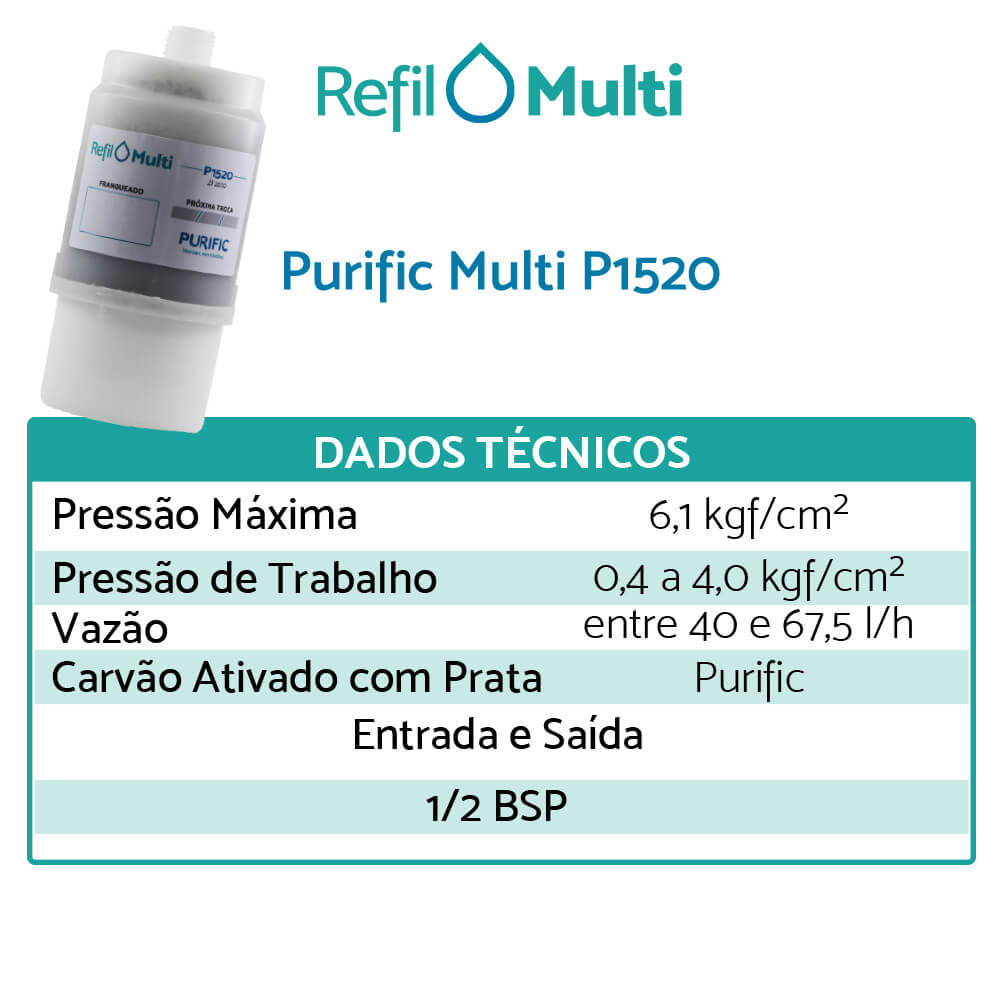 Refil Multi
Refil Multi
P1520
FRANQUEADO
PRÓXIMA TROCA
PURIFIC
Purific Multi P1520
DADOS TÉCNICOS
Pressão Máxima 6,1 kgf/cm²
Pressão de Trabalho 0,4 a 4,0 kgf/cm²
Vazão entre 40 e 67,5 l/h
Carvão Ativado com Prata Purific
Entrada e Saída
1/2 BSP